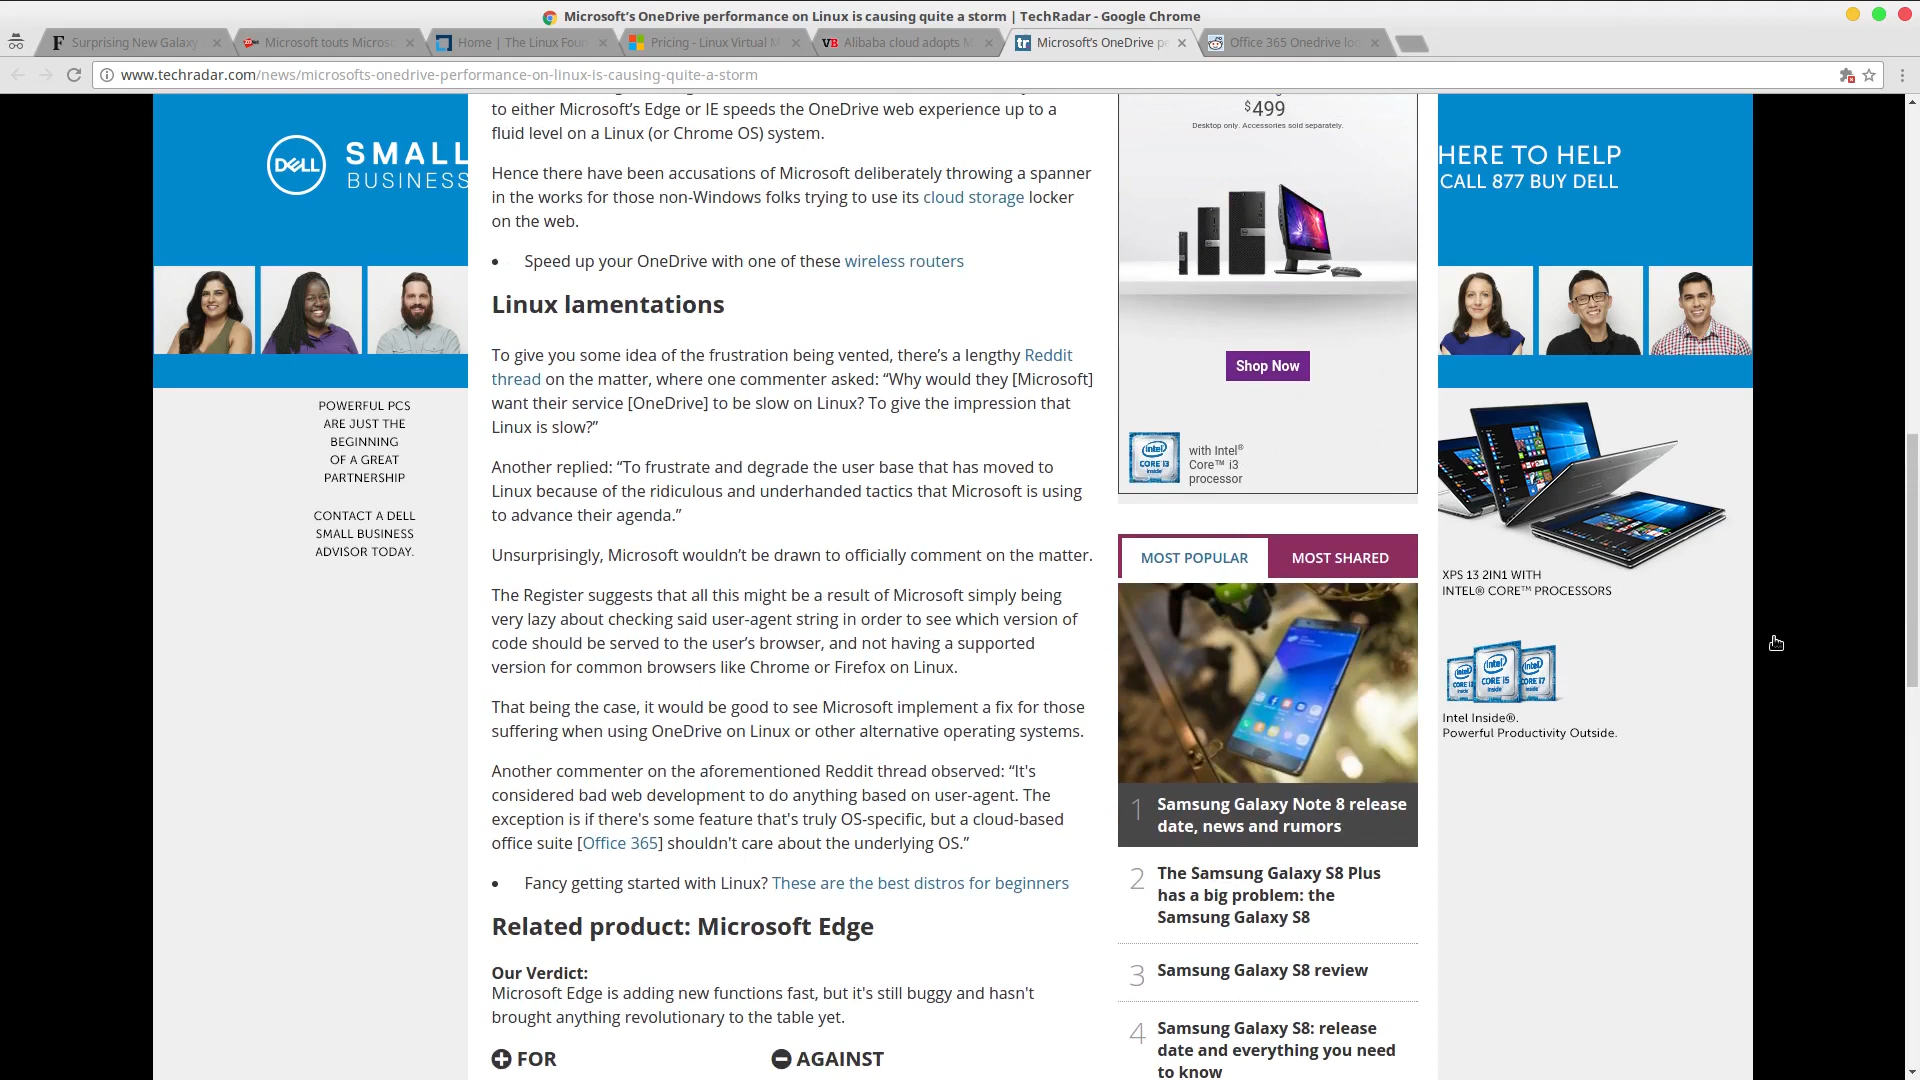 Microsoft’s OneDrive performance on Linux is causing quite a storm | TechRadar - Google Chrome
Surprising New Galaxy
Microsoft touts Micros
Home | The Linux Foun
Pricing - Linux Virtual M
VB Alibaba cloud adopts M
tr Microsoft’s OneDrive pe
Office 365 Onedrive lo
www.techradar.com/news/microsofts-onedrive-performance-on-linux-is-causing-quite-a-storm
DELL
SMALL
BUSINESS
POWERFUL PCS
ARE JUST THE
BEGINNING
OF A GREAT
PARTNERSHIP
CONTACT A DELL
SMALL BUSINESS
ADVISOR TODAY.
to either Microsoft’s Edge or IE speeds the OneDrive web experience up to a
fluid level on a Linux (or Chrome OS) system.
Hence there have been accusations of Microsoft deliberately throwing a spanner
in the works for those non-Windows folks trying to use its cloud storage locker
on the web.
• Speed up your OneDrive with one of these wireless routers
Linux lamentations
To give you some idea of the frustration being vented, there’s a lengthy Reddit
thread on the matter, where one commenter asked: “Why would they [Microsoft]
want their service [OneDrive] to be slow on Linux? To give the impression that
Linux is slow?”
Another replied: “To frustrate and degrade the user base that has moved to
Linux because of the ridiculous and underhanded tactics that Microsoft is using
to advance their agenda.”
Unsurprisingly, Microsoft wouldn’t be drawn to officially comment on the matter.
The Register suggests that all this might be a result of Microsoft simply being
very lazy about checking said user-agent string in order to see which version of
code should be served to the user’s browser, and not having a supported
version for common browsers like Chrome or Firefox on Linux.
That being the case, it would be good to see Microsoft implement a fix for those
suffering when using OneDrive on Linux or other alternative operating systems.
Another commenter on the aforementioned Reddit thread observed: “It's
considered bad web development to do anything based on user-agent. The
exception is if there's some feature that's truly OS-specific, but a cloud-based
office suite [Office 365] shouldn't care about the underlying OS.”
• Fancy getting started with Linux? These are the best distros for beginners
Related product: Microsoft Edge
Our Verdict:
Microsoft Edge is adding new functions fast, but it's still buggy and hasn't
brought anything revolutionary to the table yet.
FOR
AGAINST
$499
Desktop only. Accessories sold separately.
Shop Now
intel
CORE i3
inside
with Intel®
Core™ i3
processor
MOST POPULAR
MOST SHARED
1 Samsung Galaxy Note 8 release
date, news and rumors
2 The Samsung Galaxy S8 Plus
has a big problem: the
Samsung Galaxy S8
3 Samsung Galaxy S8 review
4 Samsung Galaxy S8: release
date and everything you need
to know
HERE TO HELP
CALL 877 BUY DELL
XPS 13 2IN1 WITH
INTEL® CORE™ PROCESSORS
intel
CORE i5
inside
CORE i7
inside
Intel Inside®.
Powerful Productivity Outside.